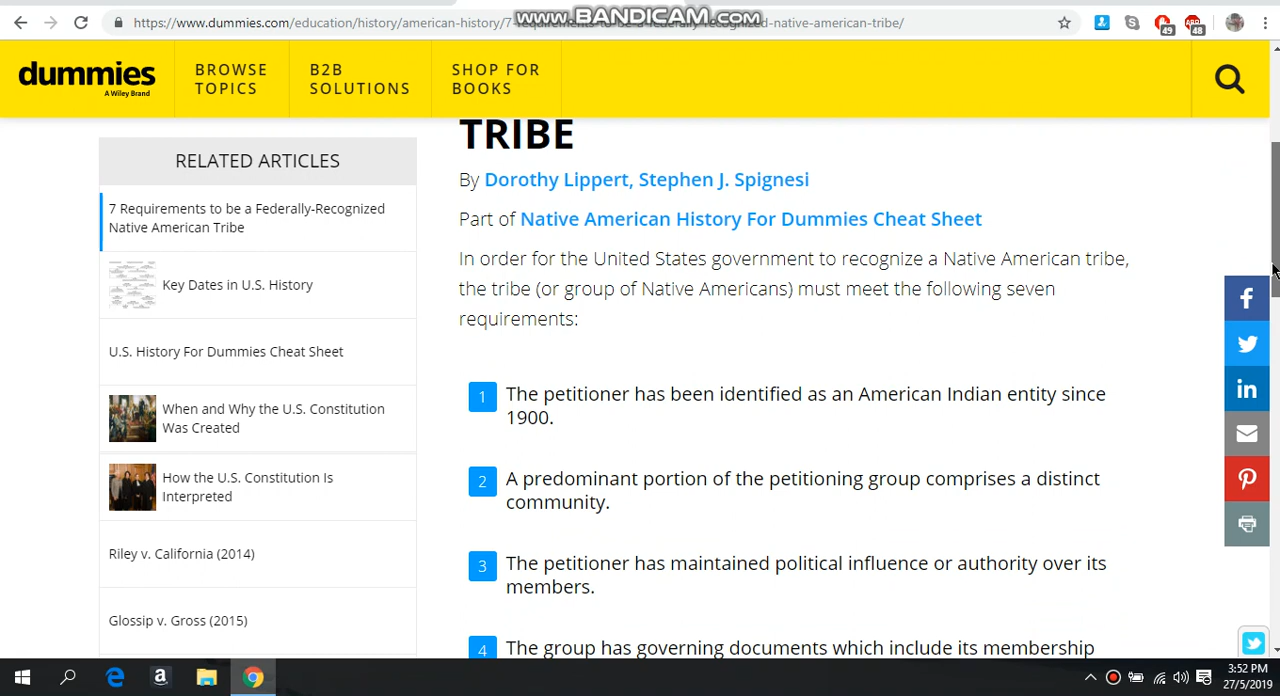 www.BANDICAM.com
https://www.dummies.com/education/history/american-history/7-requirements-to-be-a-federally-recognized-native-american-tribe/
49
48
dummies
A Wiley Brand
BROWSE
TOPICS
B2B
SOLUTIONS
SHOP FOR
BOOKS
RELATED ARTICLES
7 Requirements to be a Federally-Recognized
Native American Tribe
Key Dates in U.S. History
U.S. History For Dummies Cheat Sheet
When and Why the U.S. Constitution
Was Created
How the U.S. Constitution Is
Interpreted
Riley v. California (2014)
Glossip v. Gross (2015)
TRIBE
By Dorothy Lippert, Stephen J. Spignesi
Part of Native American History For Dummies Cheat Sheet
In order for the United States government to recognize a Native American tribe,
the tribe (or group of Native Americans) must meet the following seven
requirements:
1 The petitioner has been identified as an American Indian entity since
1900.
2 A predominant portion of the petitioning group comprises a distinct
community.
3 The petitioner has maintained political influence or authority over its
members.
4 The group has governing documents which include its membership
3:52 PM
27/5/2019